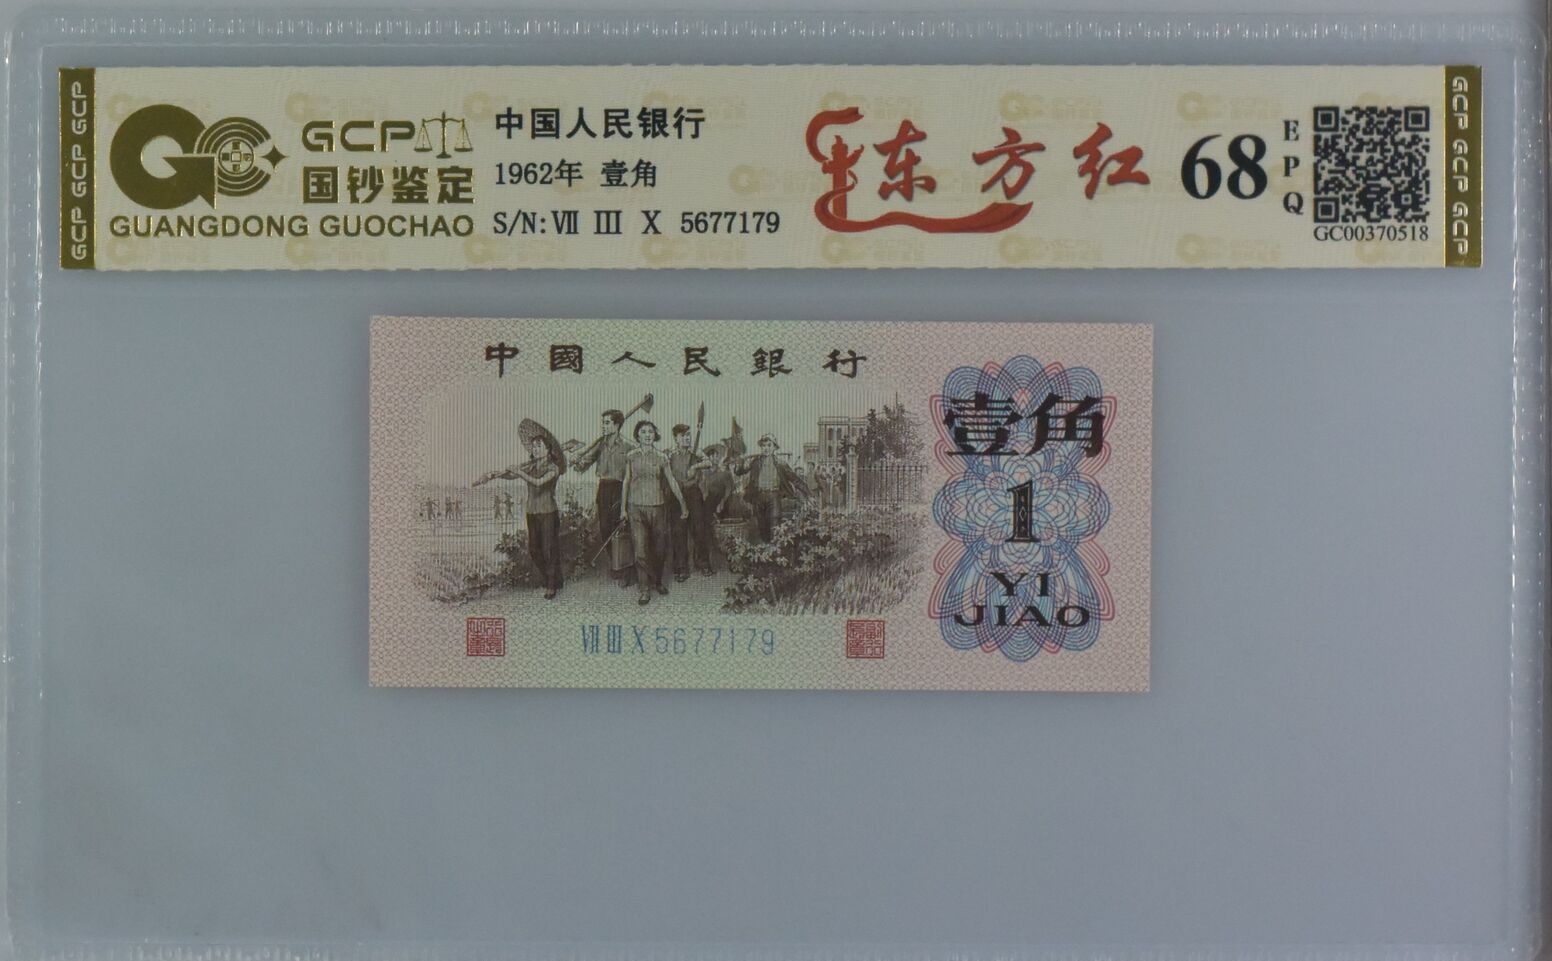 GCP
国钞鉴定
GUANGDONG GUOCHAO
中国人民银行
1962年 壹角
S/N: Ⅶ Ⅲ Ⅹ 5677179
东方红
68
EPQ
GC00370518
GCP GCP GCP
GCP GCP GCP
中國人民銀行
壹角
1
YI
JIAO
Ⅶ Ⅲ Ⅹ 5677179